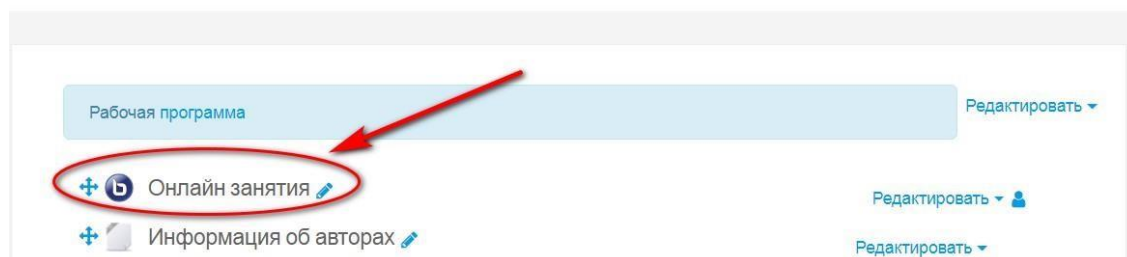 Рабочая программа
Редактировать
Онлайн занятия
Редактировать
Информация об авторах
Редактировать